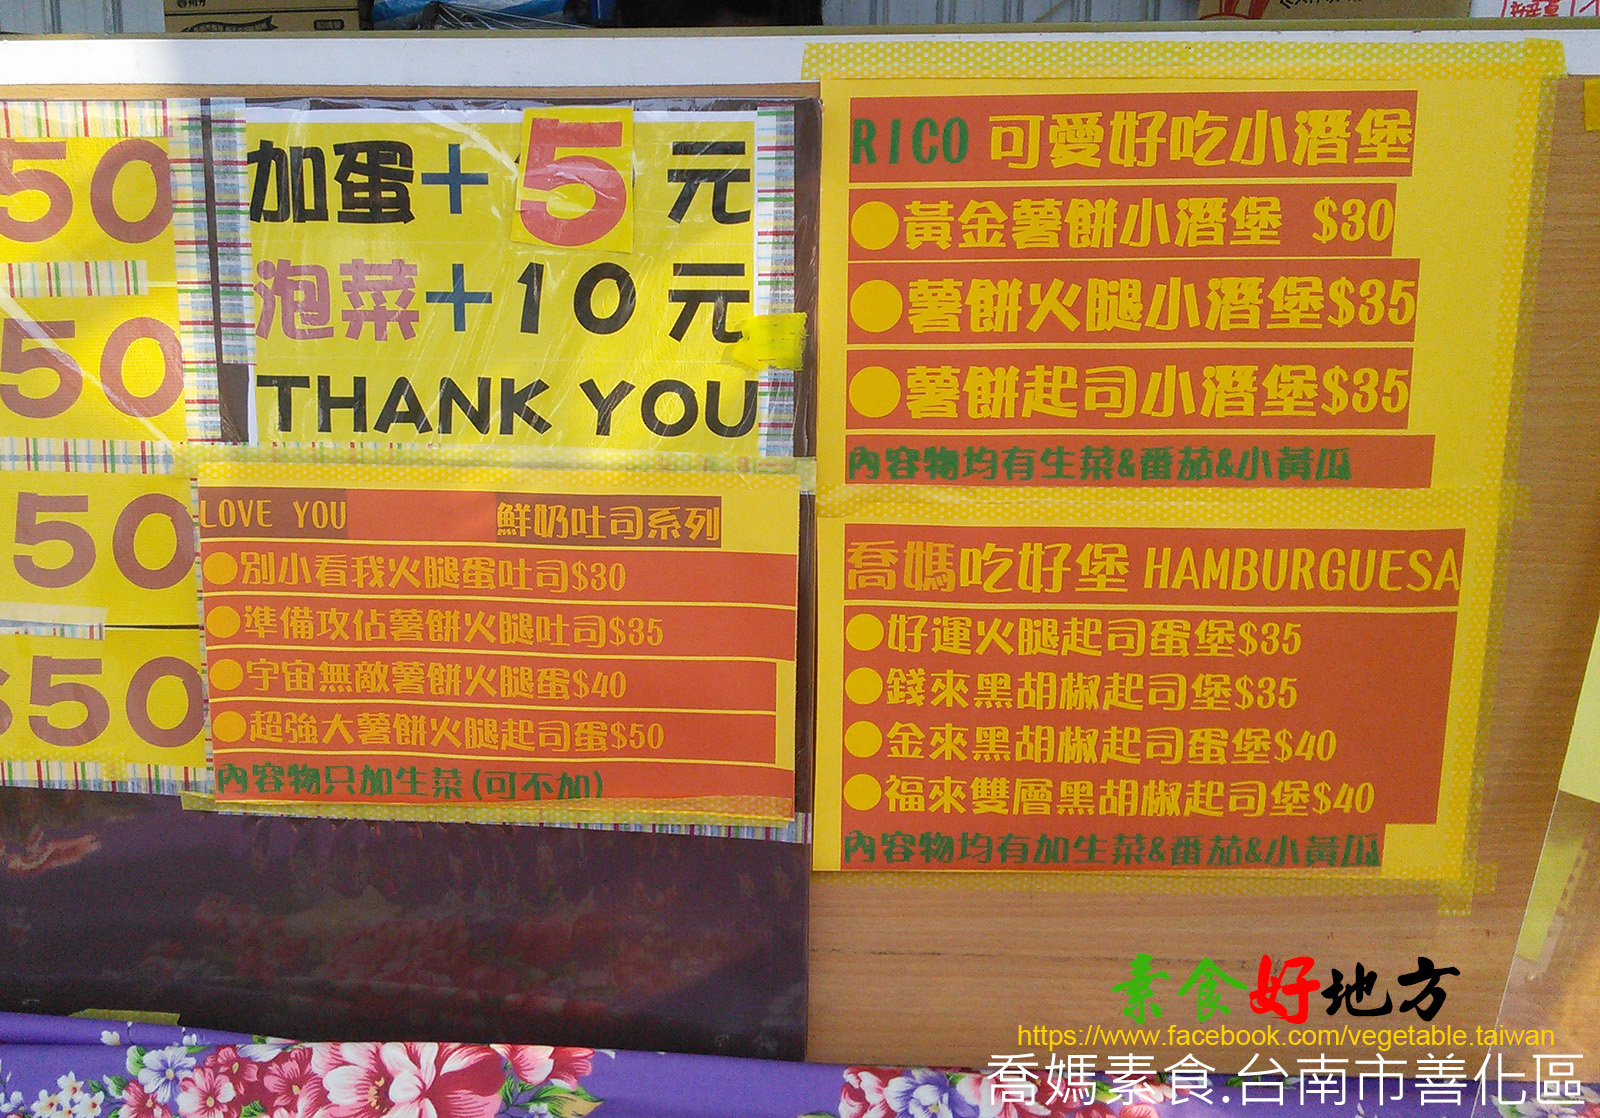 50
50
50
$50
加蛋+5元
泡菜+10元
THANK YOU
LOVE YOU 鮮奶吐司系列
●別小看我火腿蛋吐司$30
●準備攻佔薯餅火腿吐司$35
●宇宙無敵薯餅火腿蛋$40
●超強大薯餅火腿起司蛋$50
內容物只加生菜(可不加)
RICO 可愛好吃小潛堡
●黃金薯餅小潛堡 $30
●薯餅火腿小潛堡$35
●薯餅起司小潛堡$35
內容物均有生菜&番茄&小黃瓜
喬媽吃好堡 HAMBURGUESA
●好運火腿起司蛋堡$35
●錢來黑胡椒起司堡$35
●金來黑胡椒起司蛋堡$40
●福來雙層黑胡椒起司堡$40
內容物均有加生菜&番茄&小黃瓜
素食好地方
https://www.facebook.com/vegetable.taiwan
喬媽素食.台南市善化區